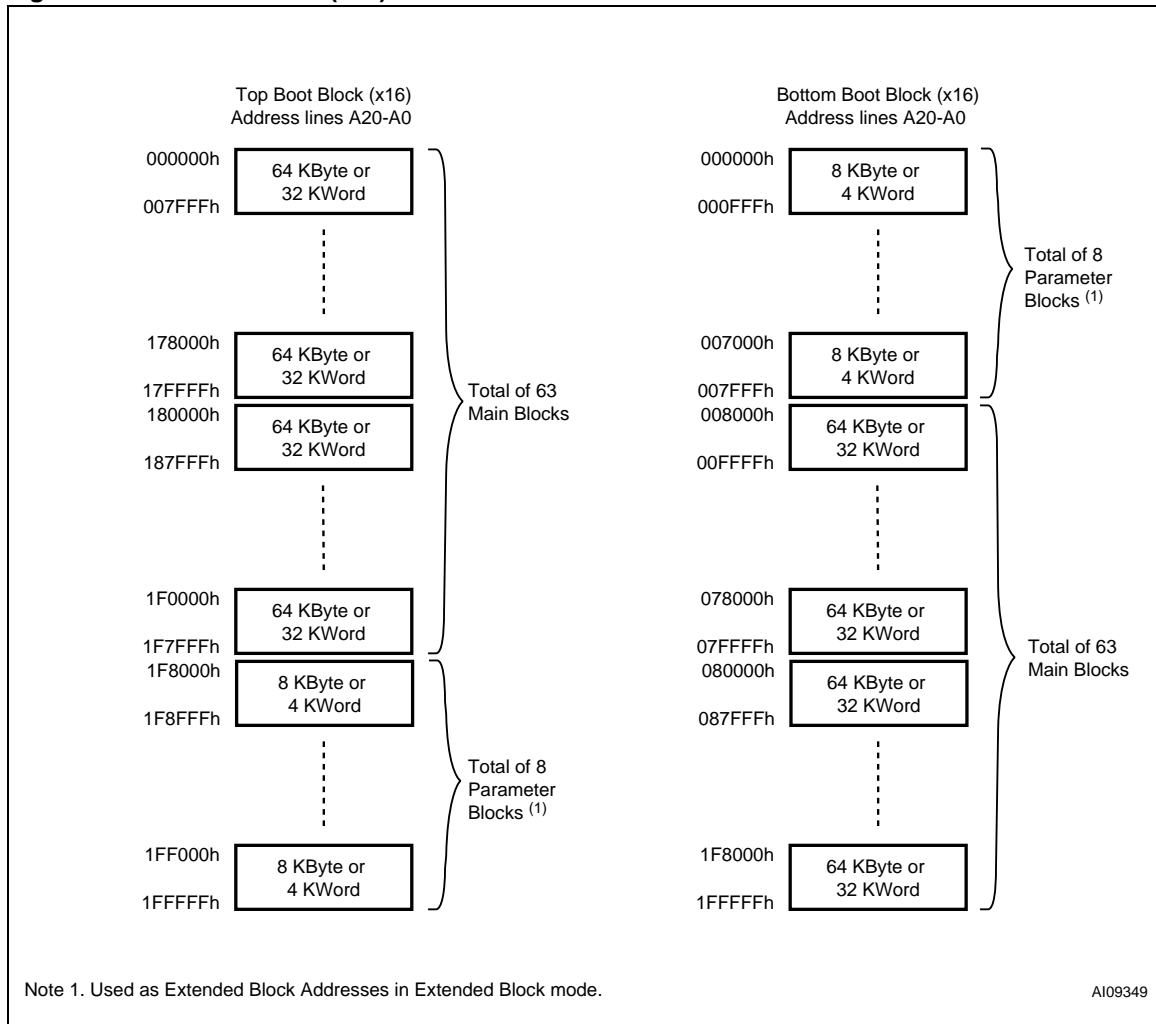 Top Boot Block (x16)
Address lines A20-A0
000000h
64 KByte or
32 KWord
007FFFh
178000h
64 KByte or
32 KWord
17FFFFh
180000h
64 KByte or
32 KWord
187FFFh
Total of 63
Main Blocks
1F0000h
64 KByte or
32 KWord
1F7FFFh
1F8000h
8 KByte or
4 KWord
1F8FFFh
Total of 8
Parameter
Blocks (1)
1FF000h
8 KByte or
4 KWord
1FFFFFh
Bottom Boot Block (x16)
Address lines A20-A0
000000h
8 KByte or
4 KWord
000FFFh
Total of 8
Parameter
Blocks (1)
007000h
8 KByte or
4 KWord
007FFFh
008000h
64 KByte or
32 KWord
00FFFFh
078000h
64 KByte or
32 KWord
07FFFFh
080000h
64 KByte or
32 KWord
087FFFh
Total of 63
Main Blocks
1F8000h
64 KByte or
32 KWord
1FFFFFh
Note 1. Used as Extended Block Addresses in Extended Block mode.
AI09349